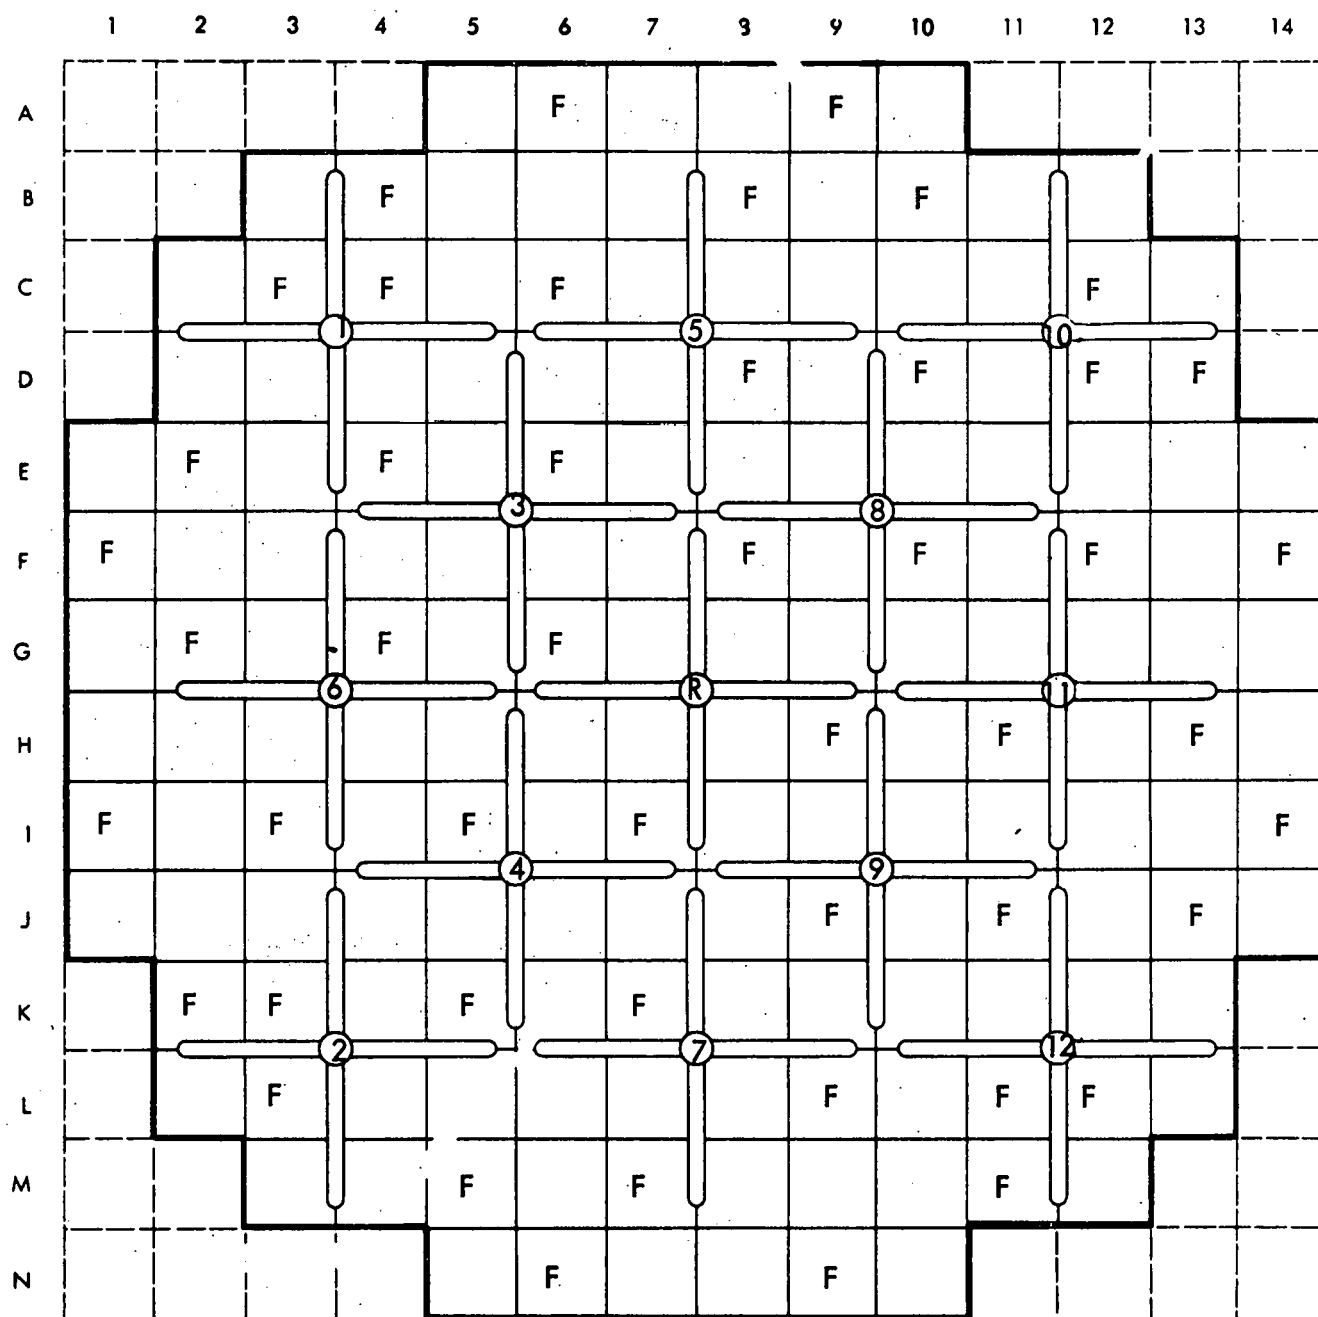 1 2 3 4 5 6 7 8 9 10 11 12 13 14
A F F
B F F F
C F F F F
1 5 10
D F F F F
E F F F
3 8
F F F F F F
G F F F
6 R 11
H F F F
I F F F F F
4 9
J F F F
K F F F F
2 7 12
L F F F F
M F F F
N F F